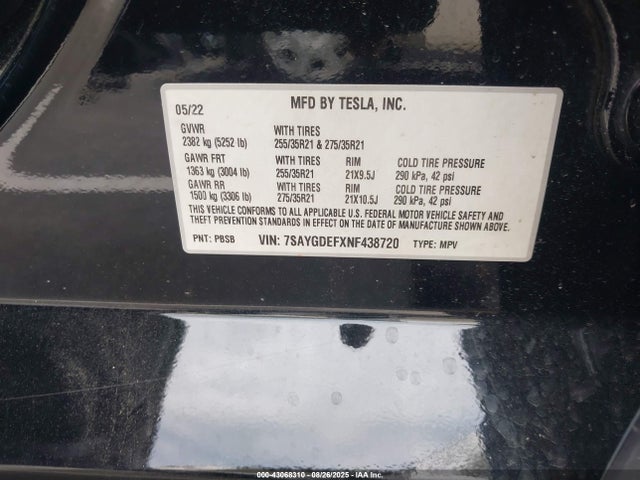 05/22 MFD BY TESLA, INC.
GVWR WITH TIRES
2382 kg (5252 lb) 255/35R21 & 275/35R21
GAWR FRT WITH TIRES RIM COLD TIRE PRESSURE
1363 kg (3004 lb) 255/35R21 21X9.5J 290 kPa, 42 psi
GAWR RR WITH TIRES RIM COLD TIRE PRESSURE
1500 kg (3306 lb) 275/35R21 21X10.5J 290 kPa, 42 psi
THIS VEHICLE CONFORMS TO ALL APPLICABLE U.S. FEDERAL MOTOR VEHICLE SAFETY AND
THEFT PREVENTION STANDARDS IN EFFECT ON THE DATE OF MANUFACTURE SHOWN ABOVE.
PNT: PBSB VIN: 7SAYGDEFXNF438720 TYPE: MPV
000-43068310 - 08/26/2025 - IAAI.COM